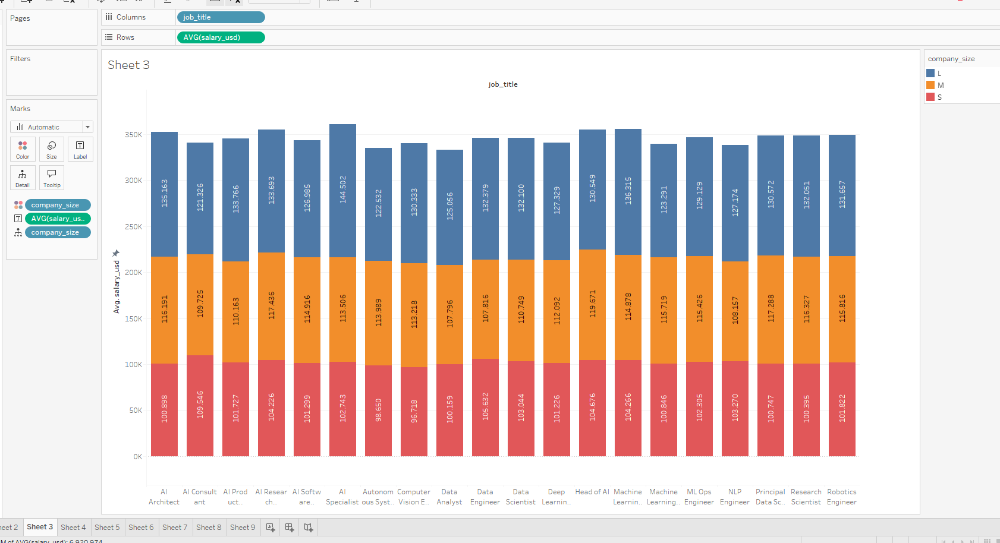 Pages
Columns
job_title
Rows
AVG(salary_usd)
Filters
Marks
Automatic
Color
Size
Label
Detail
Tooltip
company_size
AVG(salary_us..
company_size
Sheet 3
job_title
Avg. salary_usd
350K
300K
250K
200K
150K
100K
50K
0K
135.163
121.326
133.766
133.693
126.985
144.502
122.532
130.333
125.056
132.379
132.100
127.329
130.549
136.315
123.291
129.129
127.174
130.572
132.051
131.657
116.191
109.725
110.163
117.436
114.916
113.506
113.989
113.218
107.796
107.816
110.749
112.092
119.671
114.878
115.719
115.426
108.157
117.288
116.327
115.816
100.898
109.546
101.727
104.226
101.299
102.743
98.650
96.718
100.159
105.632
103.044
101.226
104.676
104.266
100.846
102.305
103.270
100.747
100.395
101.822
AI
Architect
AI Consult
ant
AI Prod
uct..
AI Resear
ch..
AI Softw
are..
AI
Specialist
Autonom
ous Syst..
Computer
Vision E..
Data
Analyst
Data
Engineer
Data
Scientist
Deep
Learnin..
Head of AI
Machine
Learnin..
Machine
Learning..
ML Ops
Engineer
NLP
Engineer
Principal
Data Sc..
Research
Scientist
Robotics
Engineer
company_size
L
M
S
eet 2
Sheet 3
Sheet 4
Sheet 5
Sheet 6
Sheet 7
Sheet 8
Sheet 9
M of AVG(salary_usd): 6.920.974